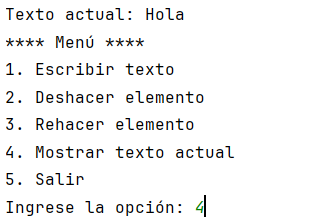 Texto actual: Hola
**** Menú ****
1. Escribir texto
2. Deshacer elemento
3. Rehacer elemento
4. Mostrar texto actual
5. Salir
Ingrese la opción: 4